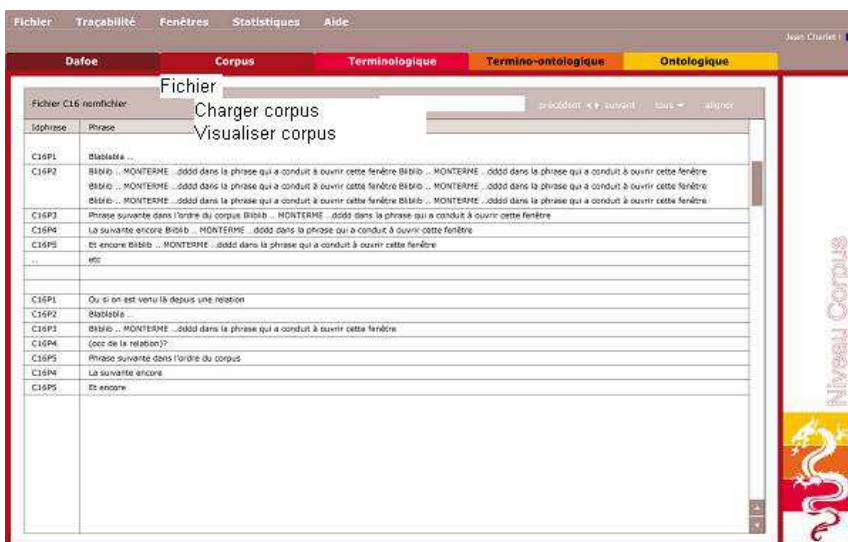 Fichier Traçabilité Fenêtres Statistiques Aide
Jean Charlet !
Dafoe Corpus Terminologique Termino-ontologique Ontologique
Fichier
Charger corpus
Visualiser corpus
Fichier C16 nomfichier précédent suivant tous aligner
Idphrase Phrase
C16P1 Blablabla ..
C16P2 Bliblib .. MONTERME ..dddd dans la phrase qui a conduit à ouvrir cette fenêtre Bliblib .. MONTERME ..dddd dans la phrase qui a conduit à ouvrir cette fenêtre
Bliblib .. MONTERME ..dddd dans la phrase qui a conduit à ouvrir cette fenêtre Bliblib .. MONTERME ..dddd dans la phrase qui a conduit à ouvrir cette fenêtre
Bliblib .. MONTERME ..dddd dans la phrase qui a conduit à ouvrir cette fenêtre Bliblib .. MONTERME ..dddd dans la phrase qui a conduit à ouvrir cette fenêtre
C16P3 Phrase suivante dans l'ordre du corpus Bliblib .. MONTERME ..dddd dans la phrase qui a conduit à ouvrir cette fenêtre
C16P4 La suivante encore Bliblib .. MONTERME ..dddd dans la phrase qui a conduit à ouvrir cette fenêtre
C16P5 Et encore Bliblib .. MONTERME ..dddd dans la phrase qui a conduit à ouvrir cette fenêtre
.. etc
C16P1 Ou si on est venu là depuis une relation
C16P2 Blablabla ..
C16P3 Bliblib .. MONTERME ..dddd dans la phrase qui a conduit à ouvrir cette fenêtre
C16P4 (occ de la relation)?
C16P5 Phrase suivante dans l'ordre du corpus
C16P4 La suivante encore
C16P5 Et encore
Niveau Corpus